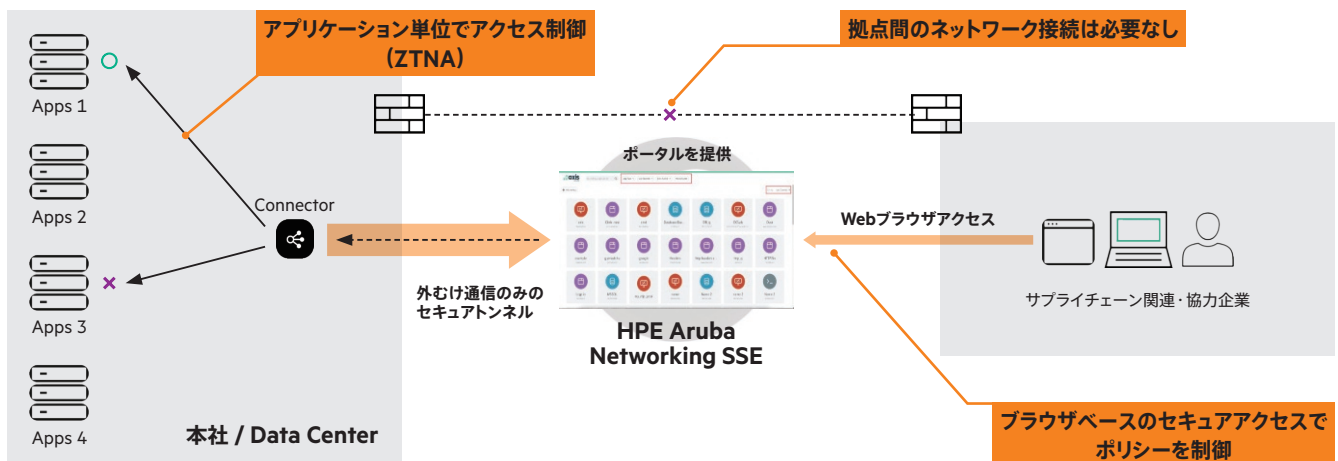 アプリケーション単位でアクセス制御
（ZTNA）
拠点間のネットワーク接続は必要なし
Apps 1
Apps 2
Apps 3
Apps 4
Connector
本社 / Data Center
外むけ通信のみの
セキュアトンネル
ポータルを提供
HPE Aruba
Networking SSE
Webブラウザアクセス
サプライチェーン関連・協力企業
ブラウザベースのセキュアアクセスで
ポリシーを制御